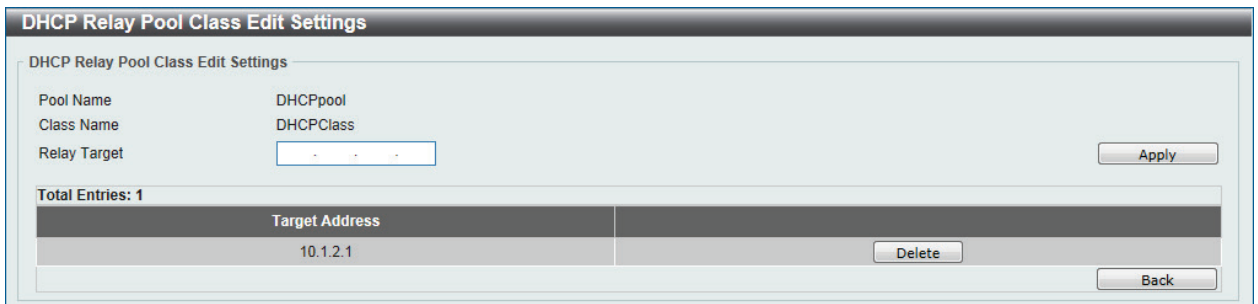 DHCP Relay Pool Class Edit Settings
DHCP Relay Pool Class Edit Settings
Pool Name DHCPpool
Class Name DHCPClass
Relay Target . . . Apply
Total Entries: 1
Target Address
10.1.2.1 Delete
Back